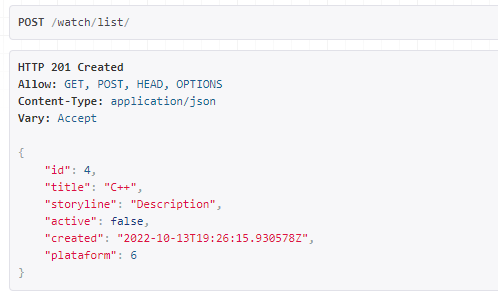 POST /watch/list/
HTTP 201 Created
Allow: GET, POST, HEAD, OPTIONS
Content-Type: application/json
Vary: Accept
{
"id": 4,
"title": "C++",
"storyline": "Description",
"active": false,
"created": "2022-10-13T19:26:15.930578Z",
"plataform": 6
}